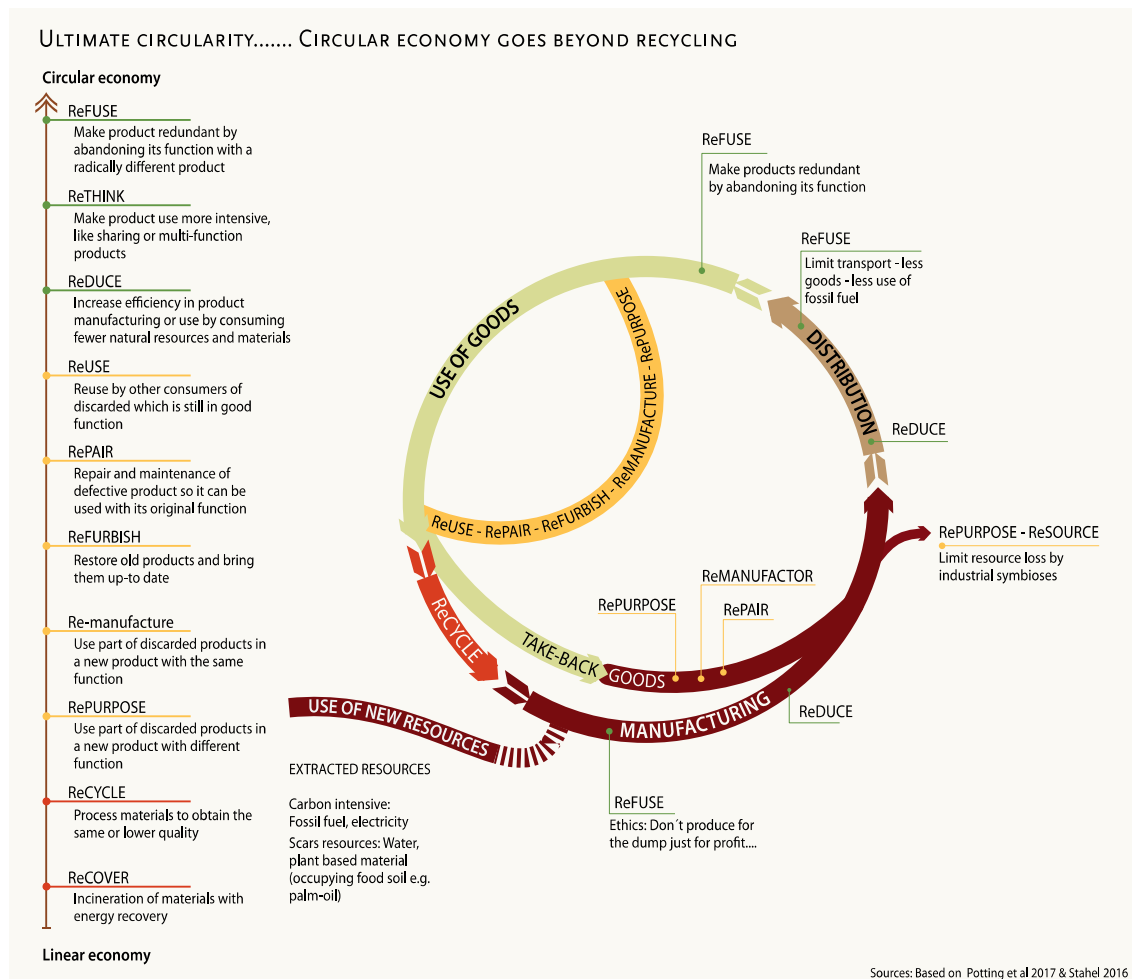 ULTIMATE CIRCULARITY....... CIRCULAR ECONOMY GOES BEYOND RECYCLING
Circular economy
ReFUSE
Make product redundant by
abandoning its function with a
radically different product
ReTHINK
Make product use more intensive,
like sharing or multi-function
products
ReDUCE
Increase efficiency in product
manufacturing or use by consuming
fewer natural resources and materials
ReUSE
Reuse by other consumers of
discarded which is still in good
function
RePAIR
Repair and maintenance of
defective product so it can be
used with its original function
ReFURBISH
Restore old products and bring
them up-to date
Re-manufacture
Use part of discarded products in
a new product with the same
function
RePURPOSE
Use part of discarded products in
a new product with different
function
ReCYCLE
Process materials to obtain the
same or lower quality
ReCOVER
Incineration of materials with
energy recovery
Linear economy
ReFUSE
Make products redundant
by abandoning its function
ReFUSE
Limit transport - less
goods - less use of
fossil fuel
USE OF GOODS
DISTRIBUTION
ReDUCE
ReUSE - RePAIR - ReFURBISH - ReMANUFACTURE - RePURPOSE
RePURPOSE - ReSOURCE
Limit resource loss by
industrial symbioses
ReMANUFACTOR
RePURPOSE
RePAIR
ReCYCLE
TAKE-BACK
GOODS
MANUFACTURING
ReDUCE
USE OF NEW RESOURCES
EXTRACTED RESOURCES
Carbon intensive:
Fossil fuel, electricity
Scars resources: Water,
plant based material
(occupying food soil e.g.
palm-oil)
ReFUSE
Ethics: Don´t produce for
the dump just for profit....
Sources: Based on Potting et al 2017 & Stahel 2016